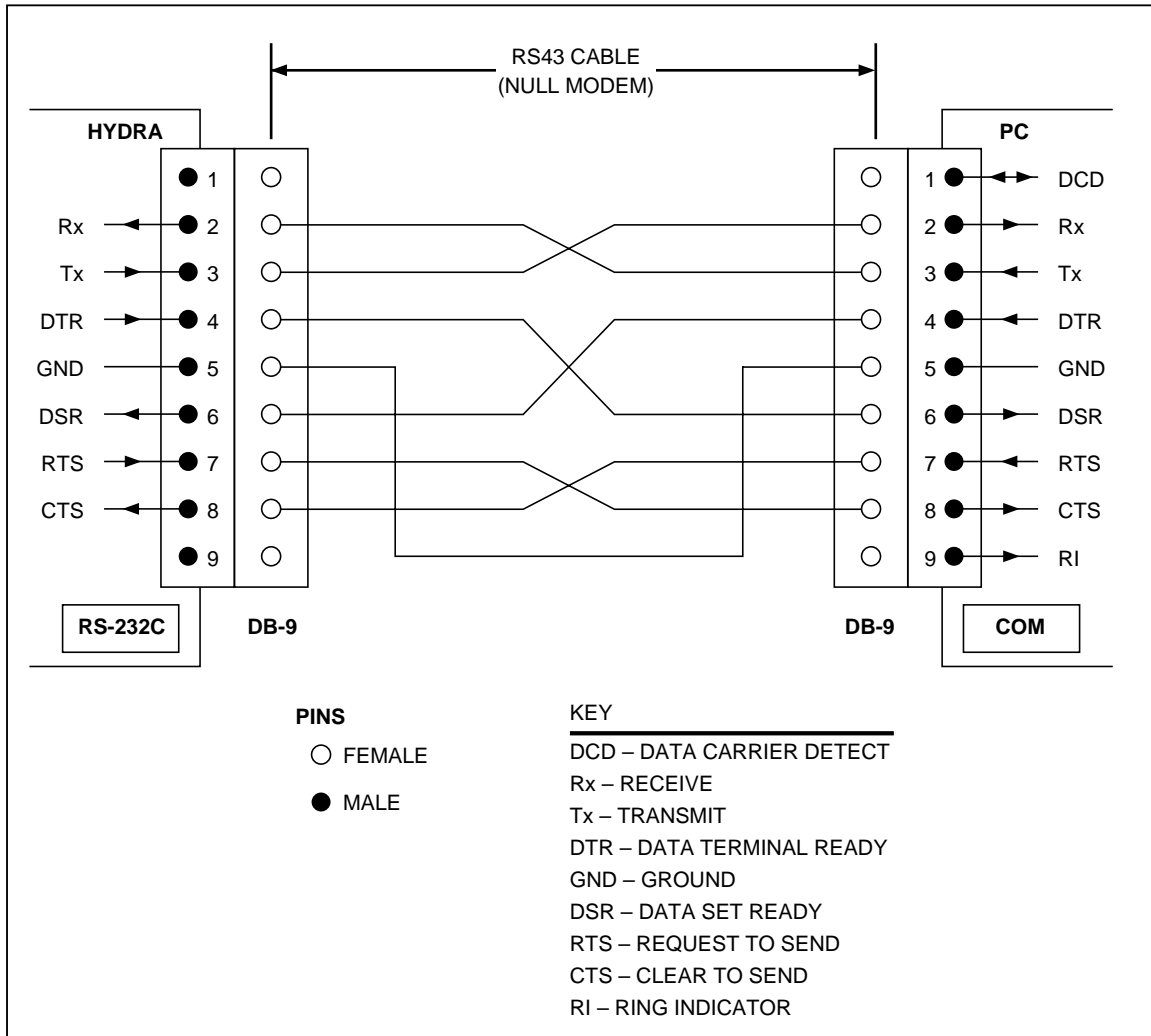 RS43 CABLE
(NULL MODEM)
HYDRA
PC
1
1
DCD
Rx
2
2
Rx
Tx
3
3
Tx
DTR
4
4
DTR
GND
5
5
GND
DSR
6
6
DSR
RTS
7
7
RTS
CTS
8
8
CTS
9
9
RI
RS-232C
DB-9
DB-9
COM
PINS
FEMALE
MALE
KEY
DCD – DATA CARRIER DETECT
Rx – RECEIVE
Tx – TRANSMIT
DTR – DATA TERMINAL READY
GND – GROUND
DSR – DATA SET READY
RTS – REQUEST TO SEND
CTS – CLEAR TO SEND
RI – RING INDICATOR